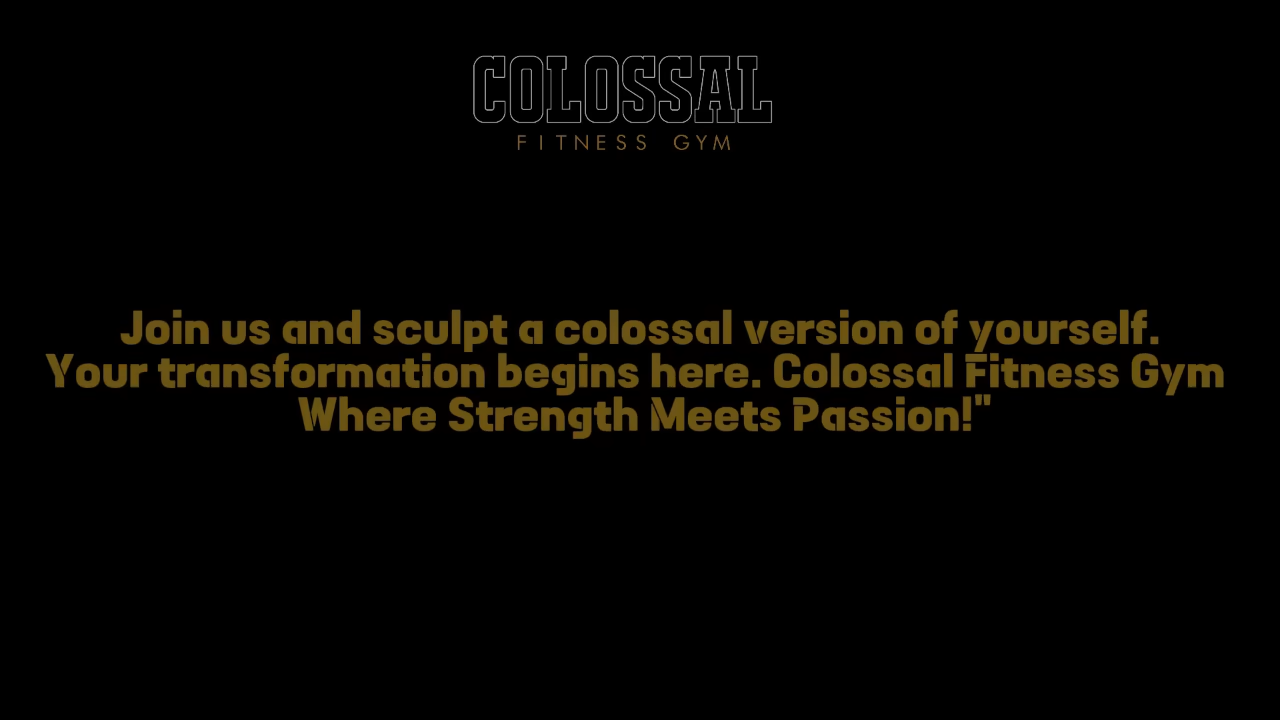 COLOSSAL
FITNESS GYM
Join us and sculpt a colossal version of yourself.
Your transformation begins here. Colossal Fitness Gym
Where Strength Meets Passion!"